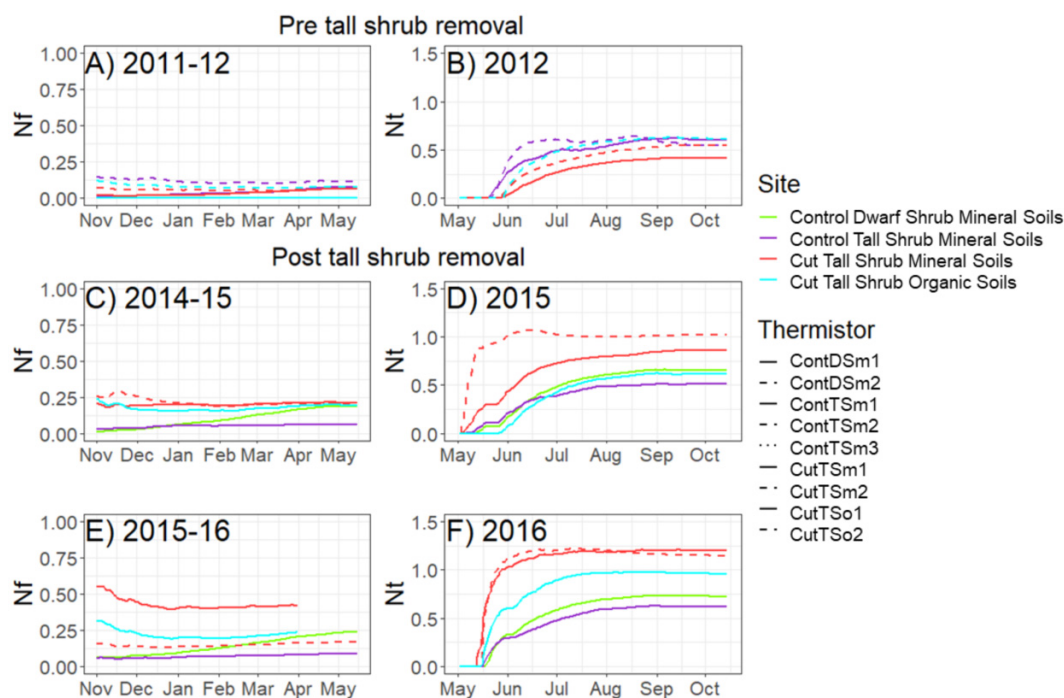 Pre tall shrub removal
A) 2011-12
Nf
1.00
0.75
0.50
0.25
0.00
Nov Dec Jan Feb Mar Apr May
B) 2012
Nt
1.5
1.0
0.5
0.0
May Jun Jul Aug Sep Oct
Post tall shrub removal
C) 2014-15
Nf
1.00
0.75
0.50
0.25
0.00
Nov Dec Jan Feb Mar Apr May
D) 2015
Nt
1.5
1.0
0.5
0.0
May Jun Jul Aug Sep Oct
E) 2015-16
Nf
1.00
0.75
0.50
0.25
0.00
Nov Dec Jan Feb Mar Apr May
F) 2016
Nt
1.5
1.0
0.5
0.0
May Jun Jul Aug Sep Oct
Site
Control Dwarf Shrub Mineral Soils
Control Tall Shrub Mineral Soils
Cut Tall Shrub Mineral Soils
Cut Tall Shrub Organic Soils
Thermistor
ContDSm1
ContDSm2
ContTSm1
ContTSm2
ContTSm3
CutTSm1
CutTSm2
CutTSo1
CutTSo2